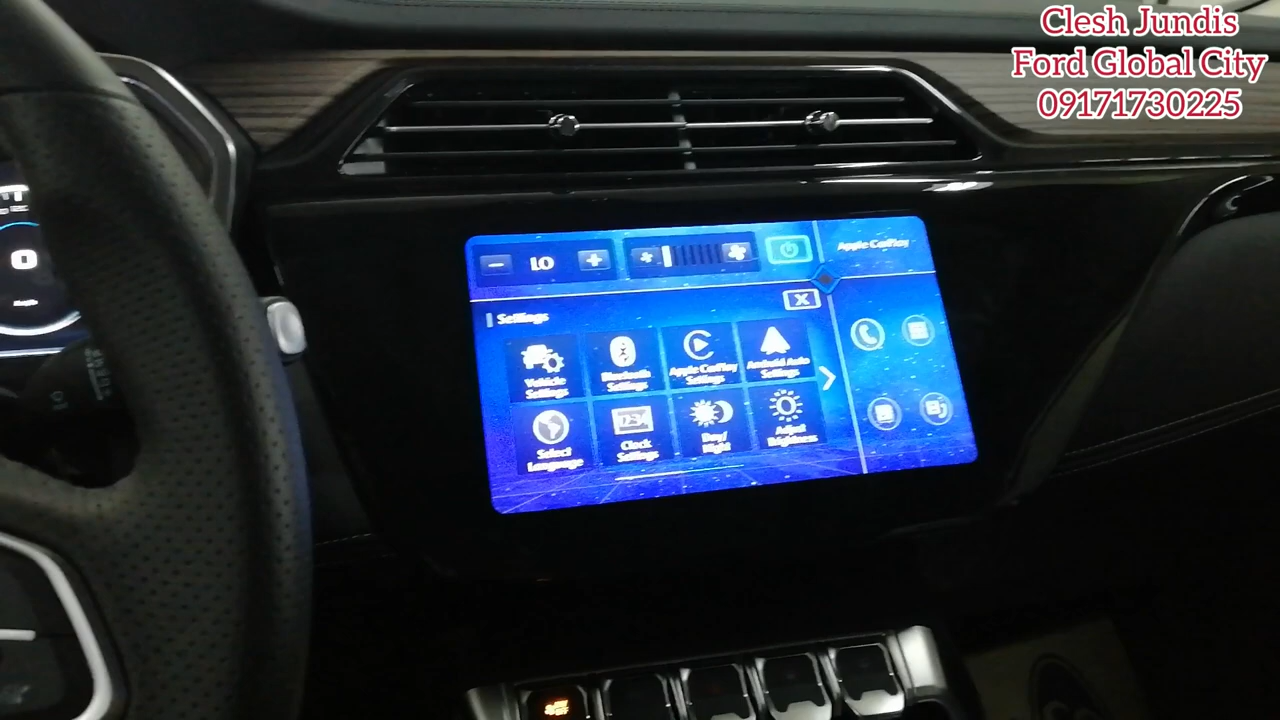 Clesh Jundis
Ford Global City
09171730225
LO
Apple CarPlay
X
Settings
Vehicle
Settings
Bluetooth
Settings
Apple CarPlay
Settings
Android Auto
Settings
Select
Language
Clock
Settings
Day/
Night
Adjust
Brightness